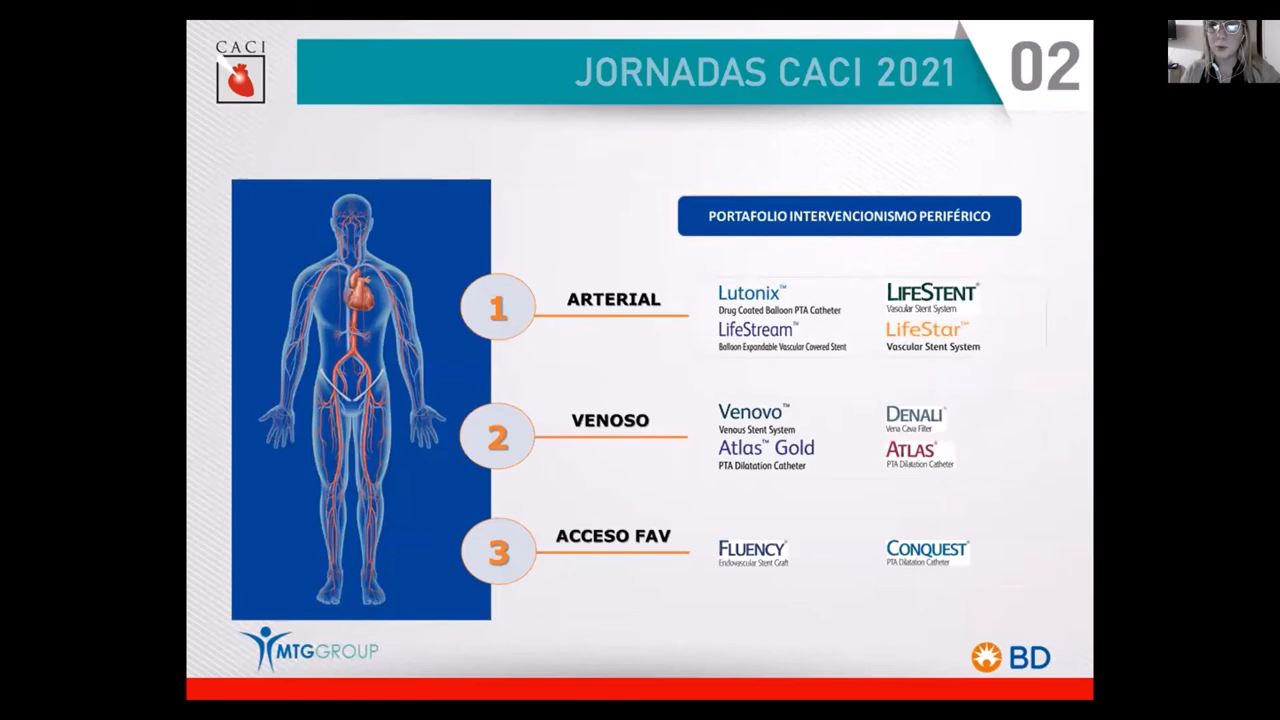 CACI
JORNADAS CACI 2021
02
PORTAFOLIO INTERVENCIONISMO PERIFÉRICO
1
ARTERIAL
Lutonix™
Drug Coated Balloon PTA Catheter
LIFESTENT®
Vascular Stent System
LifeStream™
Balloon Expandable Vascular Covered Stent
LifeStar™
Vascular Stent System
2
VENOSO
Venovo™
Venous Stent System
DENALI®
Vena Cava Filter
Atlas™ Gold
PTA Dilatation Catheter
ATLAS®
PTA Dilatation Catheter
3
ACCESO FAV
FLUENCY®
Endovascular Stent Graft
CONQUEST®
PTA Dilatation Catheter
MTGGROUP
BD